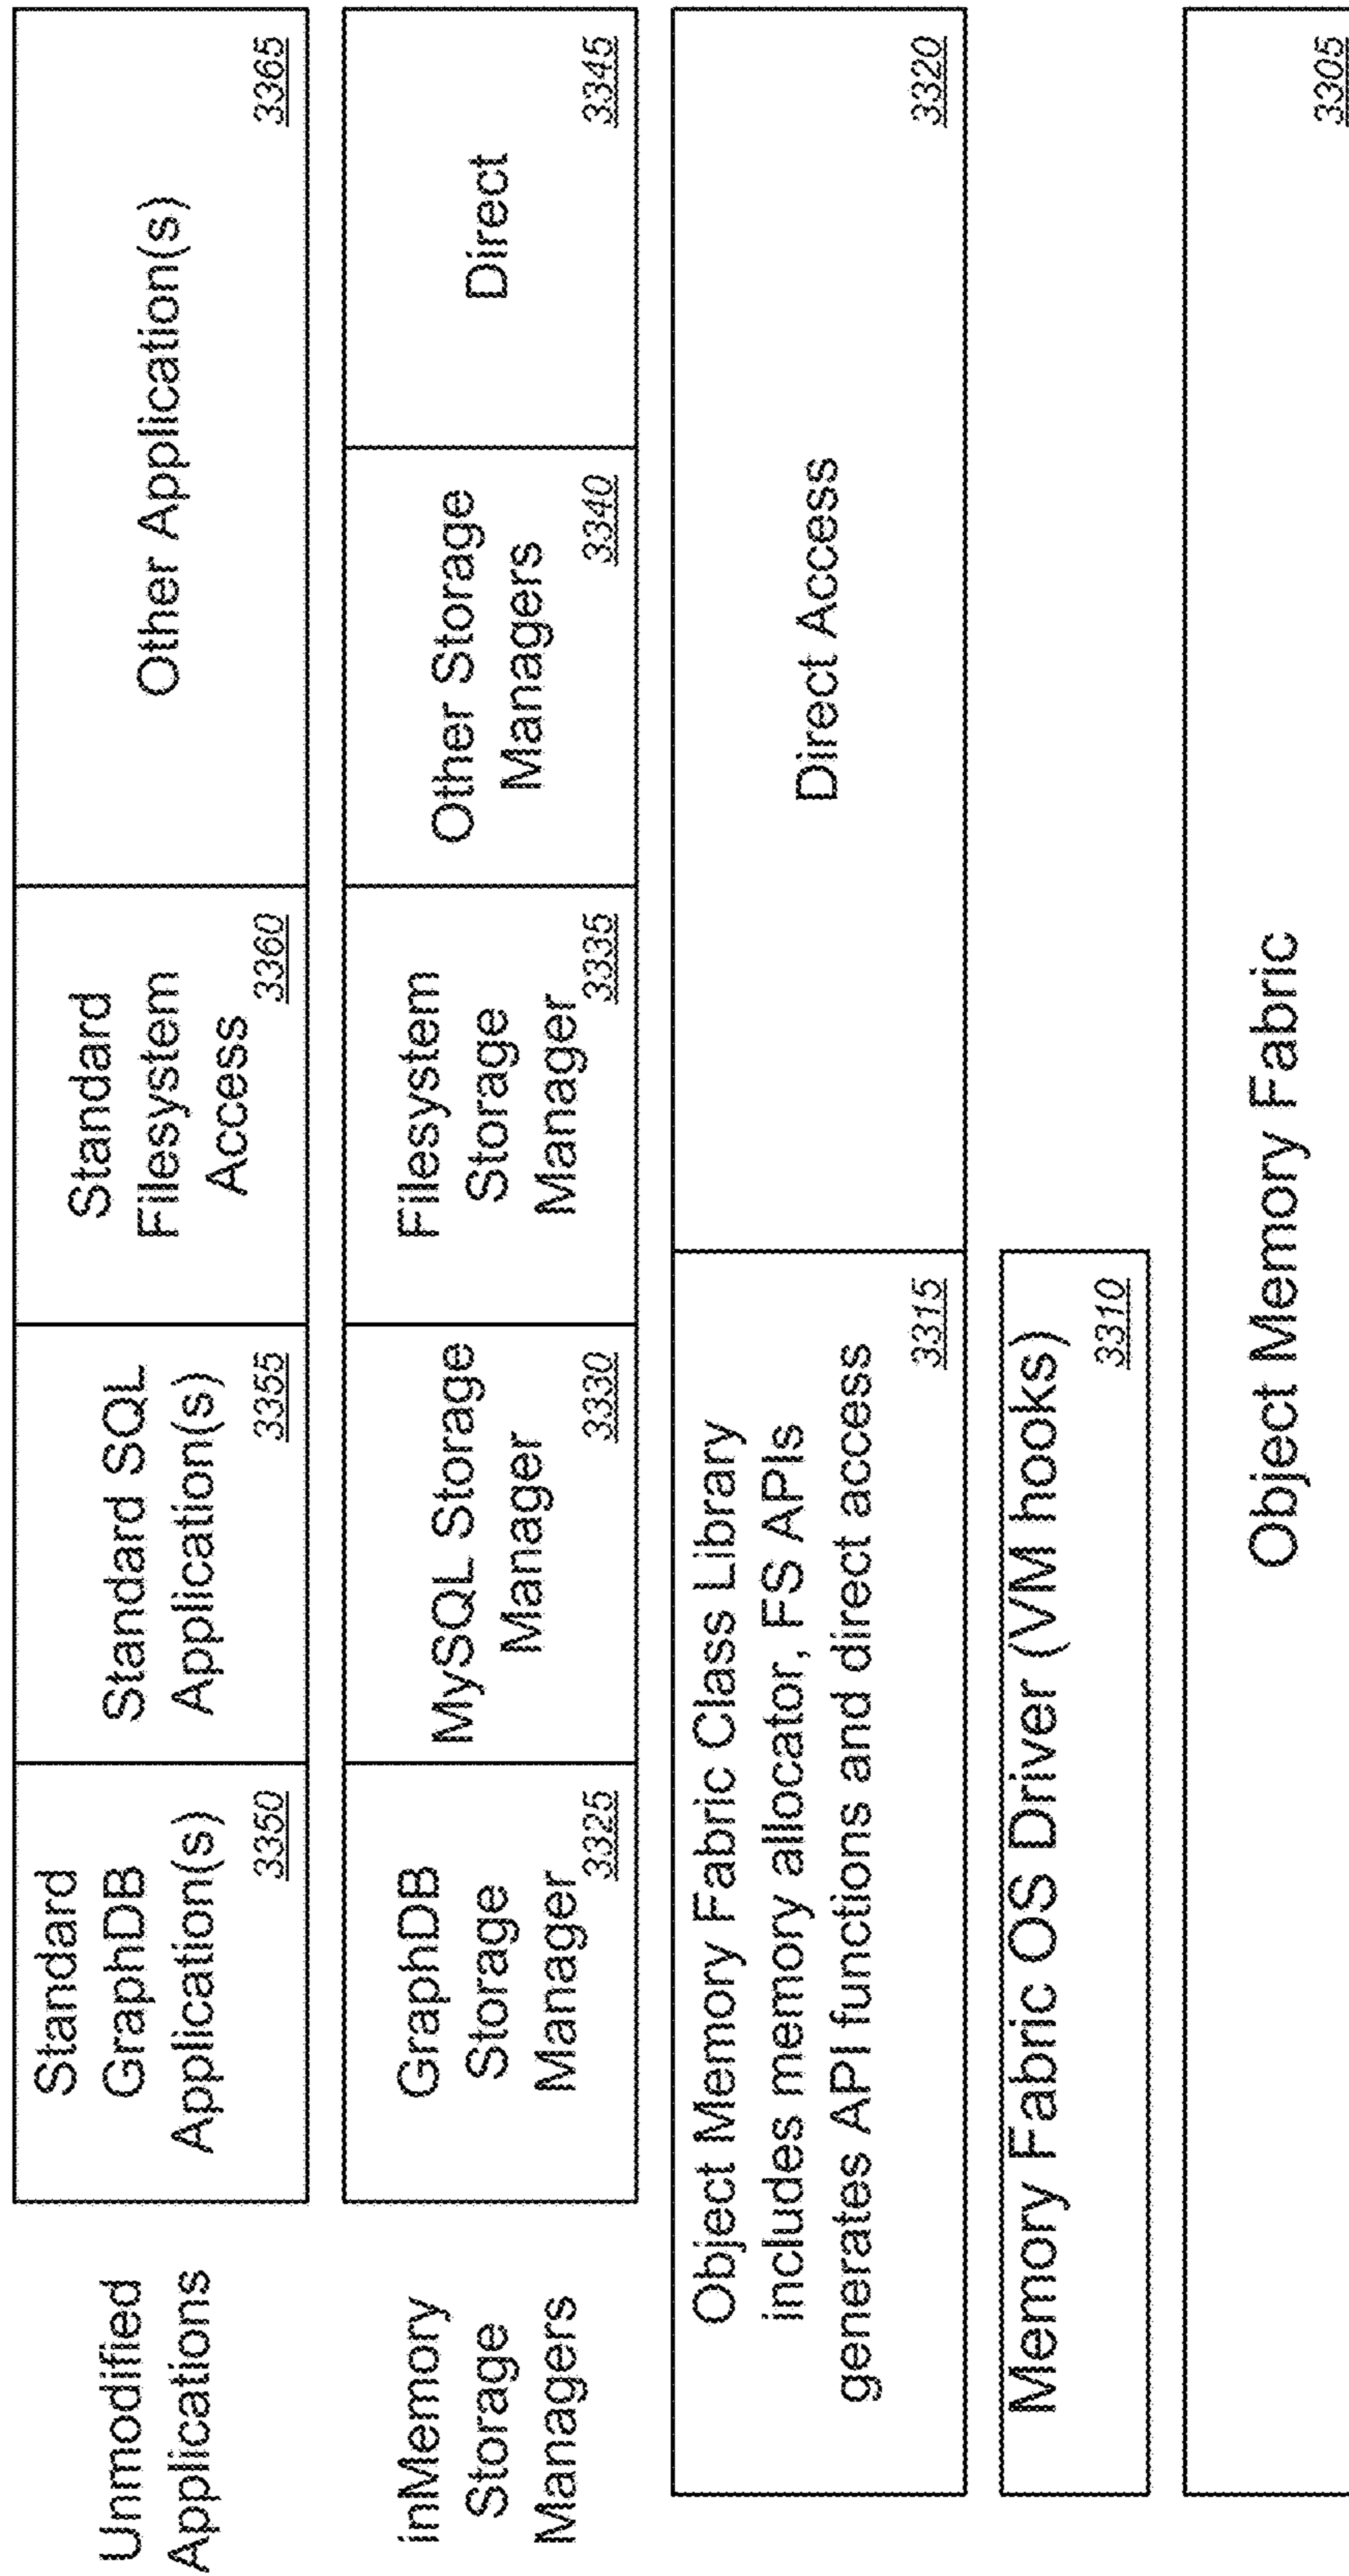 Unmodified
Applications
Standard
GraphDB
Application(s)
3350
Standard SQL
Application(s)
3355
Standard
Filesystem
Access
3360
Other Application(s)
3365
inMemory
Storage
Managers
GraphDB
Storage
Manager
3325
MySQL Storage
Manager
3330
Filesystem
Storage
Manager
3335
Other Storage
Managers
3340
Direct
3345
Object Memory Fabric Class Library
includes memory allocator, FS APIs
generates API functions and direct access
3315
Direct Access
3320
Memory Fabric OS Driver (VM hooks)
3310
Object Memory Fabric
3305